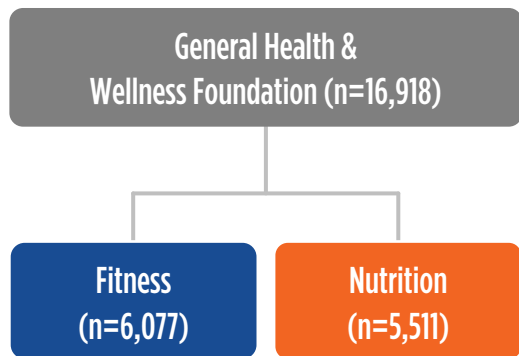 General Health &
Wellness Foundation (n=16,918)
Fitness
(n=6,077)
Nutrition
(n=5,511)